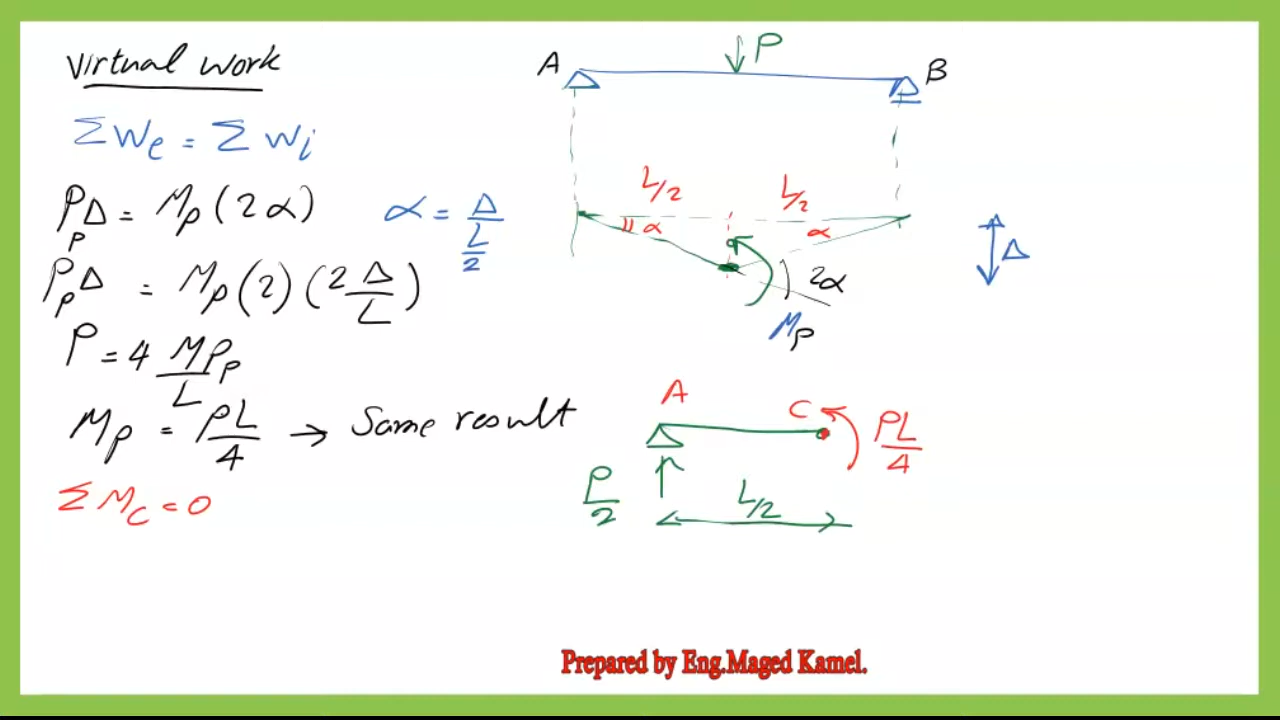 Virtual work
ΣWe = ΣWi
PpΔ = Mp(2α)
α = Δ/(L/2)
PpΔ = Mp(2)(2Δ/L)
P = 4 MPp/L
Mp = PL/4 → Same result
ΣMc = 0
P
A
B
L/2
L/2
α
α
2α
Δ
Mp
A
C
PL/4
P/2
L/2
Prepared by Eng.Maged Kamel.